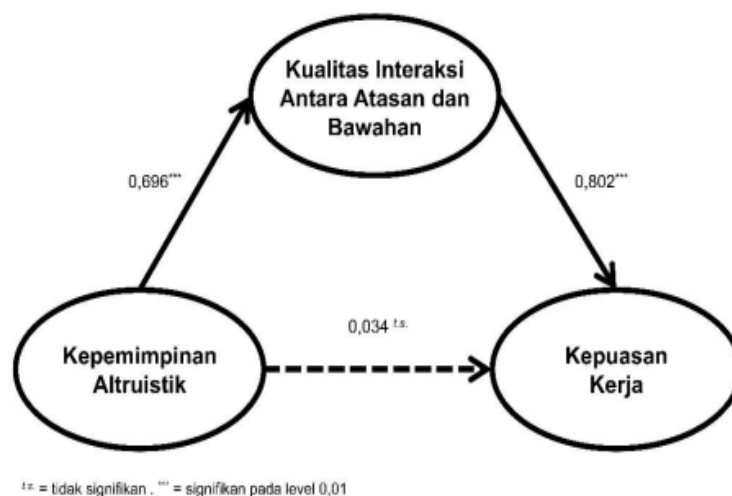 Kualitas Interaksi
Antara Atasan dan
Bawahan
0,696***
0,802***
0,034 t.s.
Kepemimpinan
Altruistik
Kepuasan
Kerja
t.s. = tidak signifikan . *** = signifikan pada level 0,01